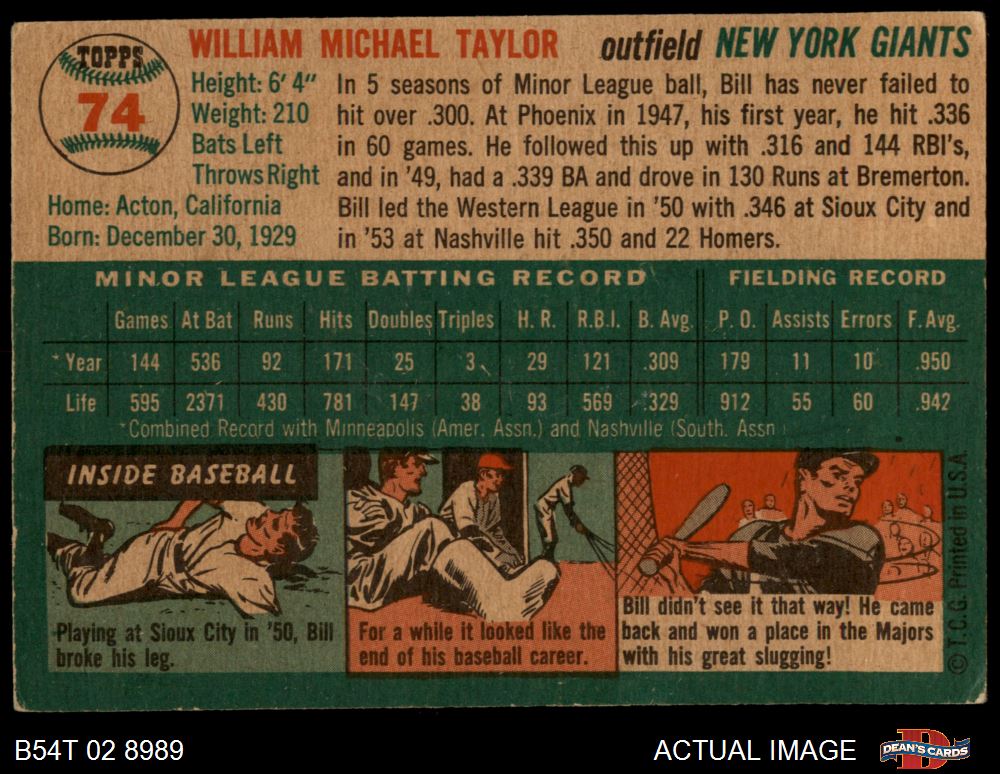 TOPPS
74
WILLIAM MICHAEL TAYLOR outfield NEW YORK GIANTS
Height: 6' 4"
Weight: 210
Bats Left
Throws Right
Home: Acton, California
Born: December 30, 1929
In 5 seasons of Minor League ball, Bill has never failed to
hit over .300. At Phoenix in 1947, his first year, he hit .336
in 60 games. He followed this up with .316 and 144 RBI's,
and in '49, had a .339 BA and drove in 130 Runs at Bremerton.
Bill led the Western League in '50 with .346 at Sioux City and
in '53 at Nashville hit .350 and 22 Homers.
MINOR LEAGUE BATTING RECORD FIELDING RECORD
Games At Bat Runs Hits Doubles Triples H. R. R.B.I. B. Avg. P. O. Assists Errors F. Avg.
* Year 144 536 92 171 25 3 29 121 .309 179 11 10 .950
Life 595 2371 430 781 147 38 93 569 .329 912 55 60 .942
*Combined Record with Minneapolis (Amer. Assn.) and Nashville (South. Assn
INSIDE BASEBALL
Playing at Sioux City in '50, Bill
broke his leg.
For a while it looked like the
end of his baseball career.
Bill didn't see it that way! He came
back and won a place in the Majors
with his great slugging!
© T.C.G. Printed in U.S.A.
B54T 02 8989
ACTUAL IMAGE
DEAN'S CARDS